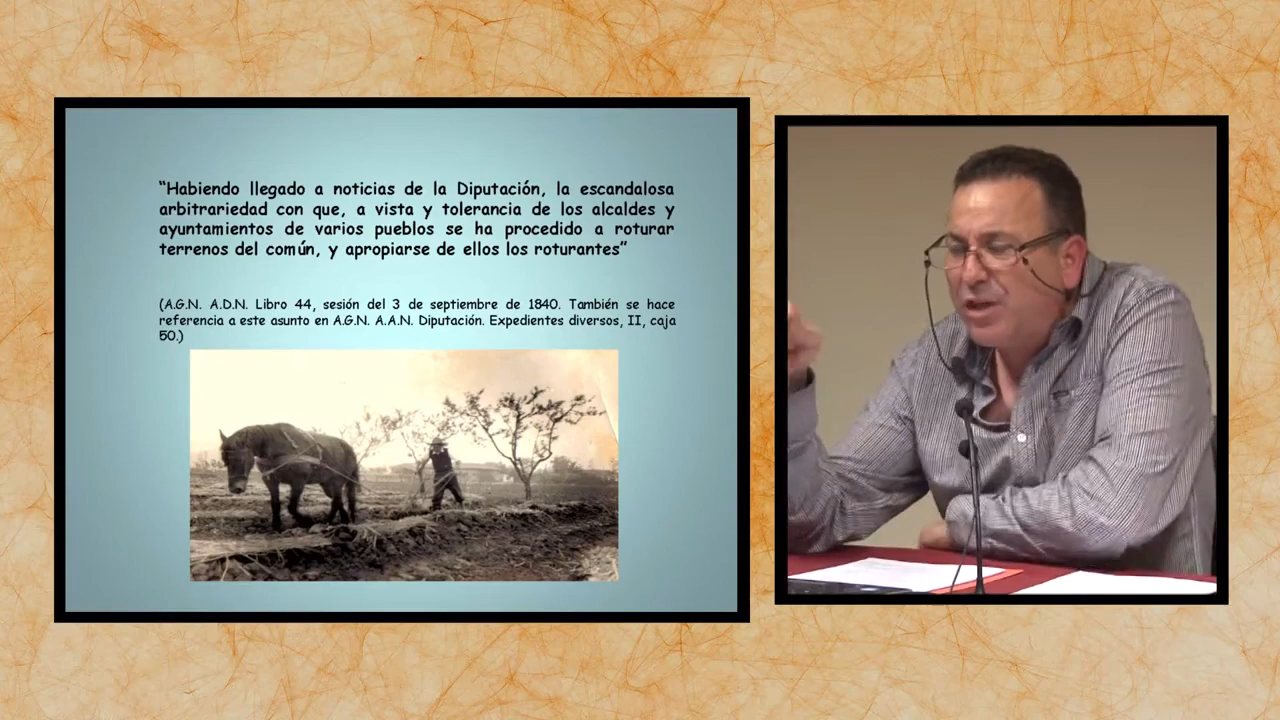 “Habiendo llegado a noticias de la Diputación, la escandalosa
arbitrariedad con que, a vista y tolerancia de los alcaldes y
ayuntamientos de varios pueblos se ha procedido a roturar
terrenos del común, y apropiarse de ellos los roturantes”
(A.G.N. A.D.N. Libro 44, sesión del 3 de septiembre de 1840. También se hace
referencia a este asunto en A.G.N. A.A.N. Diputación. Expedientes diversos, II, caja
50.)